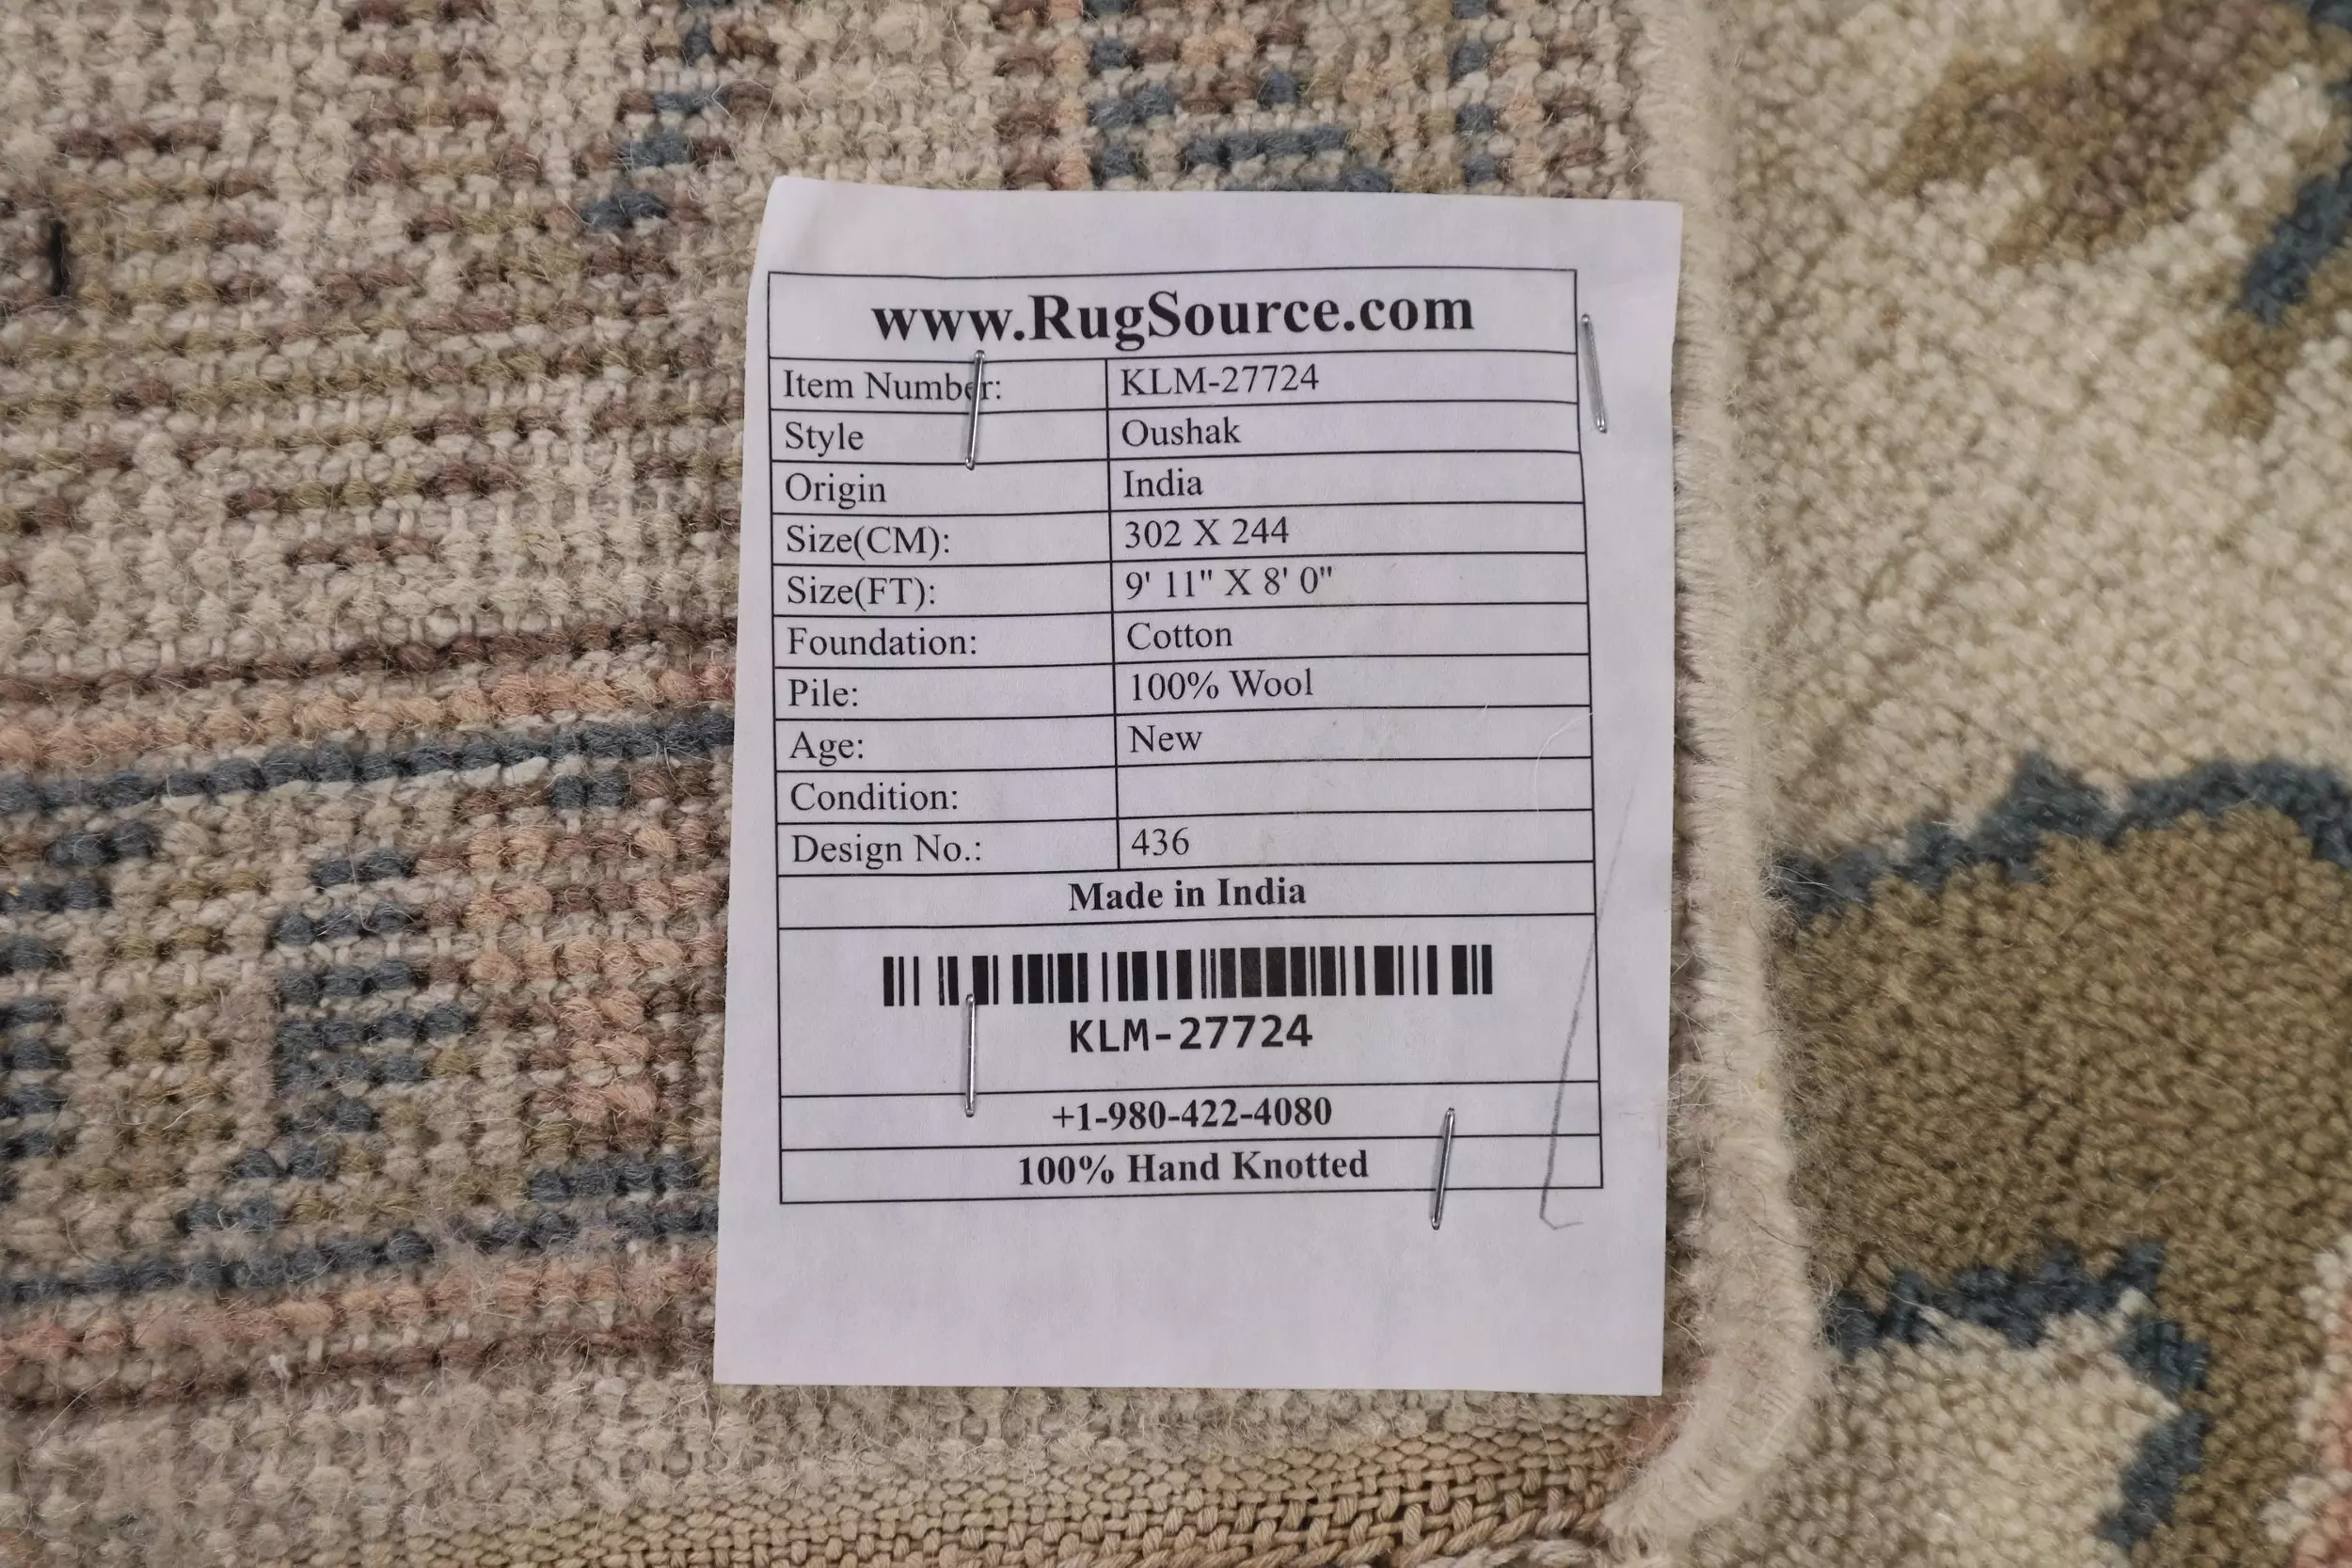 www.RugSource.com
Item Number: KLM-27724
Style Oushak
Origin India
Size(CM): 302 X 244
Size(FT): 9' 11" X 8' 0"
Foundation: Cotton
Pile: 100% Wool
Age: New
Condition:
Design No.: 436
Made in India
KLM-27724
+1-980-422-4080
100% Hand Knotted